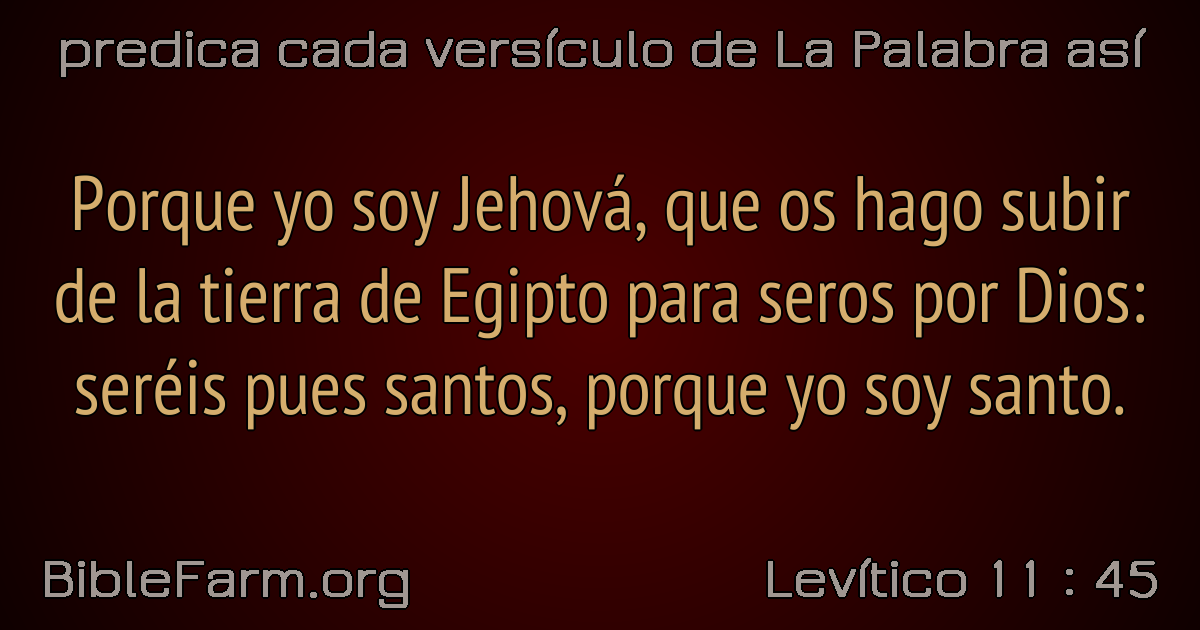 predica cada versículo de La Palabra así
Porque yo soy Jehová, que os hago subir
de la tierra de Egipto para seros por Dios:
seréis pues santos, porque yo soy santo.
BibleFarm.org
Levítico 11 : 45